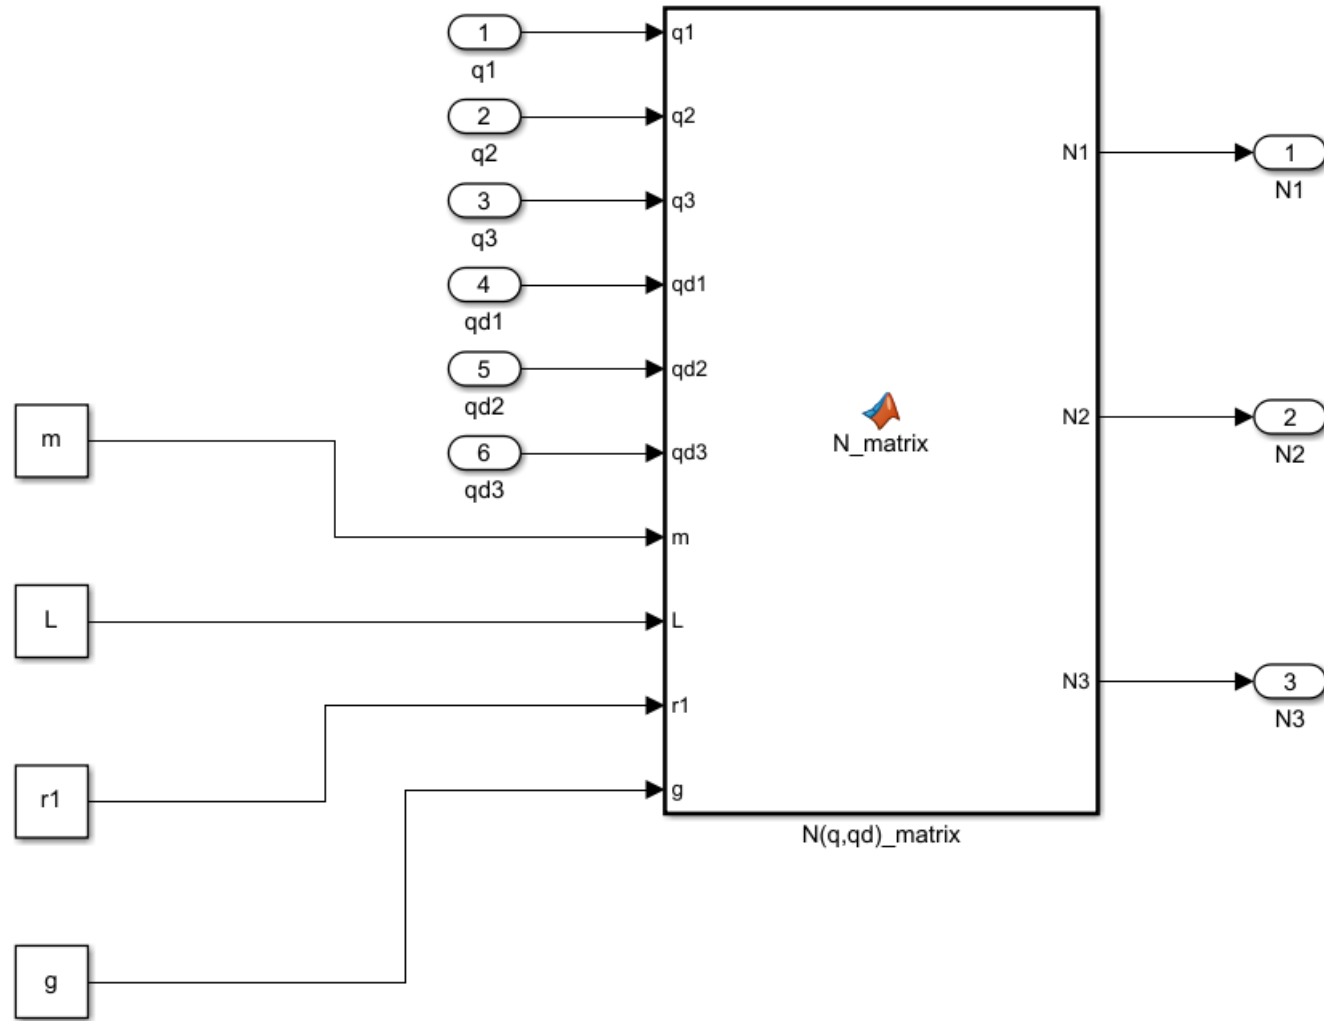 1
q1
2
q2
3
q3
4
qd1
5
qd2
6
qd3
m
L
r1
g
q1
q2
q3
qd1
qd2
qd3
m
L
r1
g
N_matrix
N1
N2
N3
N(q,qd)_matrix
1
N1
2
N2
3
N3